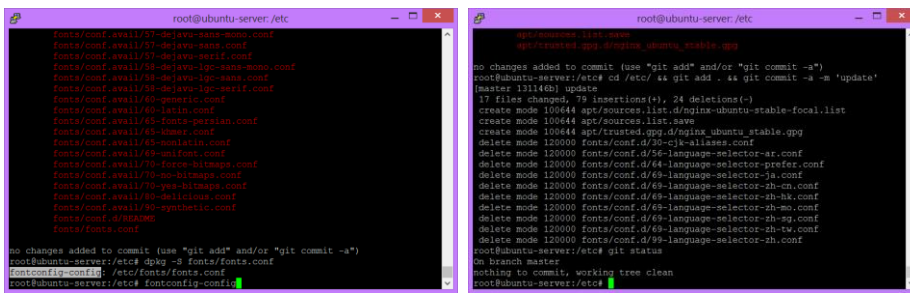 root@ubuntu-server: /etc
fonts/conf.avail/57-dejavu-sans-mono.conf
fonts/conf.avail/57-dejavu-sans.conf
fonts/conf.avail/57-dejavu-serif.conf
fonts/conf.avail/58-dejavu-lgc-sans-mono.conf
fonts/conf.avail/58-dejavu-lgc-sans.conf
fonts/conf.avail/58-dejavu-lgc-serif.conf
fonts/conf.avail/60-generic.conf
fonts/conf.avail/60-latin.conf
fonts/conf.avail/65-fonts-persian.conf
fonts/conf.avail/65-khmer.conf
fonts/conf.avail/65-nonlatin.conf
fonts/conf.avail/69-unifont.conf
fonts/conf.avail/70-force-bitmaps.conf
fonts/conf.avail/70-no-bitmaps.conf
fonts/conf.avail/70-yes-bitmaps.conf
fonts/conf.avail/80-delicious.conf
fonts/conf.avail/90-synthetic.conf
fonts/conf.d/README
fonts/fonts.conf
no changes added to commit (use "git add" and/or "git commit -a")
root@ubuntu-server:/etc# dpkg -S fonts/fonts.conf
fontconfig-config: /etc/fonts/fonts.conf
root@ubuntu-server:/etc# fontconfig-config
root@ubuntu-server: /etc
apt/sources.list.save
apt/trusted.gpg.d/nginx_ubuntu_stable.gpg
no changes added to commit (use "git add" and/or "git commit -a")
root@ubuntu-server:/etc# cd /etc/ && git add . && git commit -a -m 'update'
[master 131146b] update
17 files changed, 79 insertions(+), 24 deletions(-)
create mode 100644 apt/sources.list.d/nginx-ubuntu-stable-focal.list
create mode 100644 apt/sources.list.save
create mode 100644 apt/trusted.gpg.d/nginx_ubuntu_stable.gpg
delete mode 120000 fonts/conf.d/30-cjk-aliases.conf
delete mode 120000 fonts/conf.d/56-language-selector-ar.conf
delete mode 120000 fonts/conf.d/64-language-selector-prefer.conf
delete mode 120000 fonts/conf.d/69-language-selector-ja.conf
delete mode 120000 fonts/conf.d/69-language-selector-zh-cn.conf
delete mode 120000 fonts/conf.d/69-language-selector-zh-hk.conf
delete mode 120000 fonts/conf.d/69-language-selector-zh-mo.conf
delete mode 120000 fonts/conf.d/69-language-selector-zh-sg.conf
delete mode 120000 fonts/conf.d/69-language-selector-zh-tw.conf
delete mode 120000 fonts/conf.d/99-language-selector-zh.conf
root@ubuntu-server:/etc# git status
On branch master
nothing to commit, working tree clean
root@ubuntu-server:/etc#